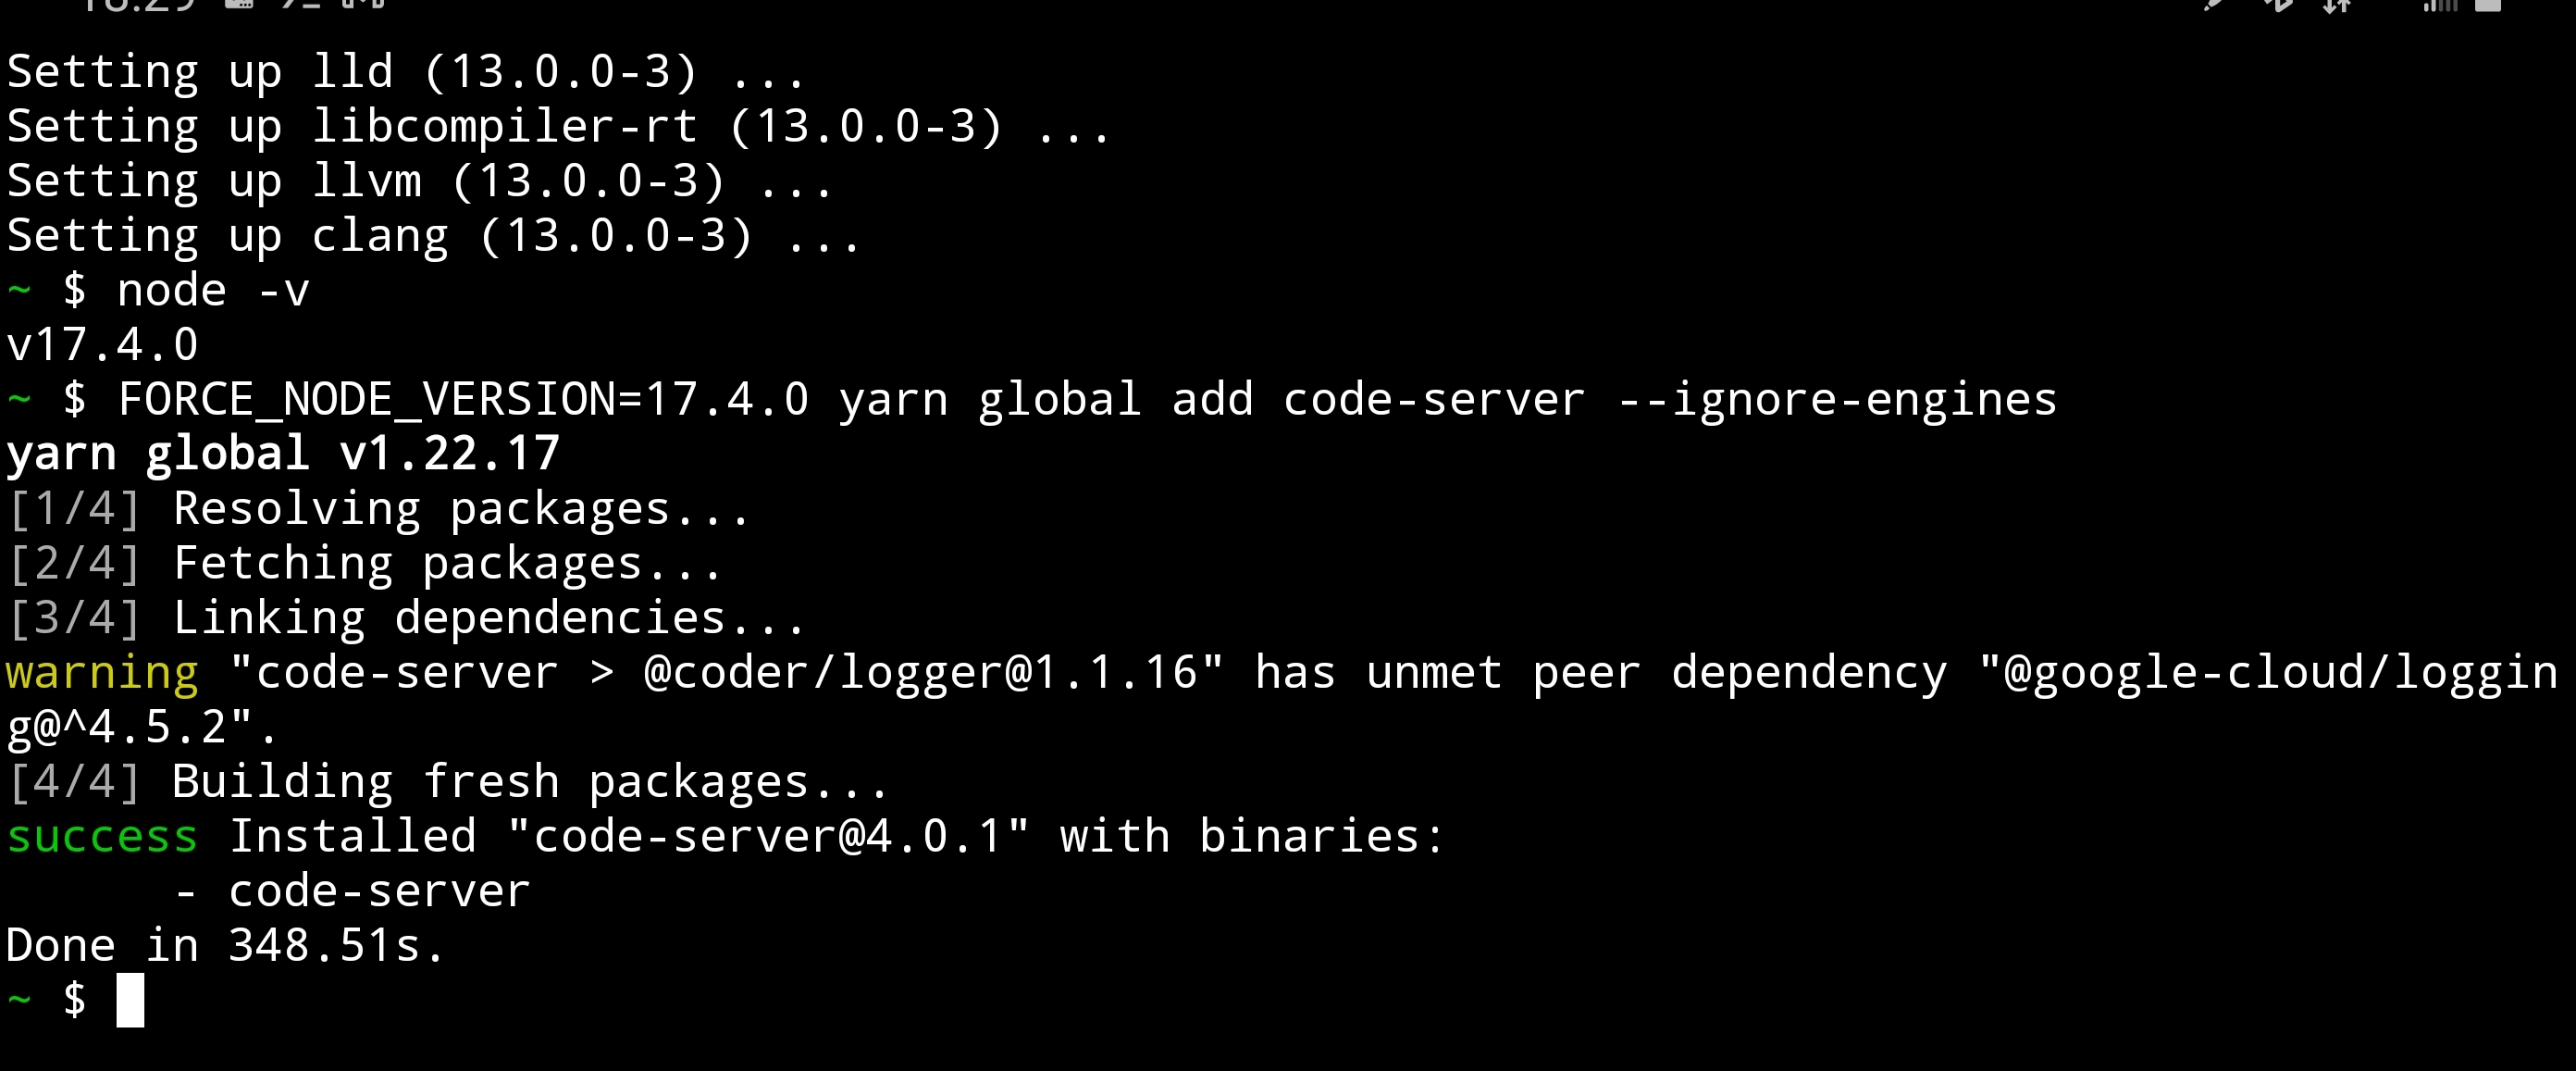 Setting up lld (13.0.0-3) ...
Setting up libcompiler-rt (13.0.0-3) ...
Setting up llvm (13.0.0-3) ...
Setting up clang (13.0.0-3) ...
~ $ node -v
v17.4.0
~ $ FORCE_NODE_VERSION=17.4.0 yarn global add code-server --ignore-engines
yarn global v1.22.17
[1/4] Resolving packages...
[2/4] Fetching packages...
[3/4] Linking dependencies...
warning "code-server > @coder/logger@1.1.16" has unmet peer dependency "@google-cloud/loggin
g@^4.5.2".
[4/4] Building fresh packages...
success Installed "code-server@4.0.1" with binaries:
- code-server
Done in 348.51s.
~ $